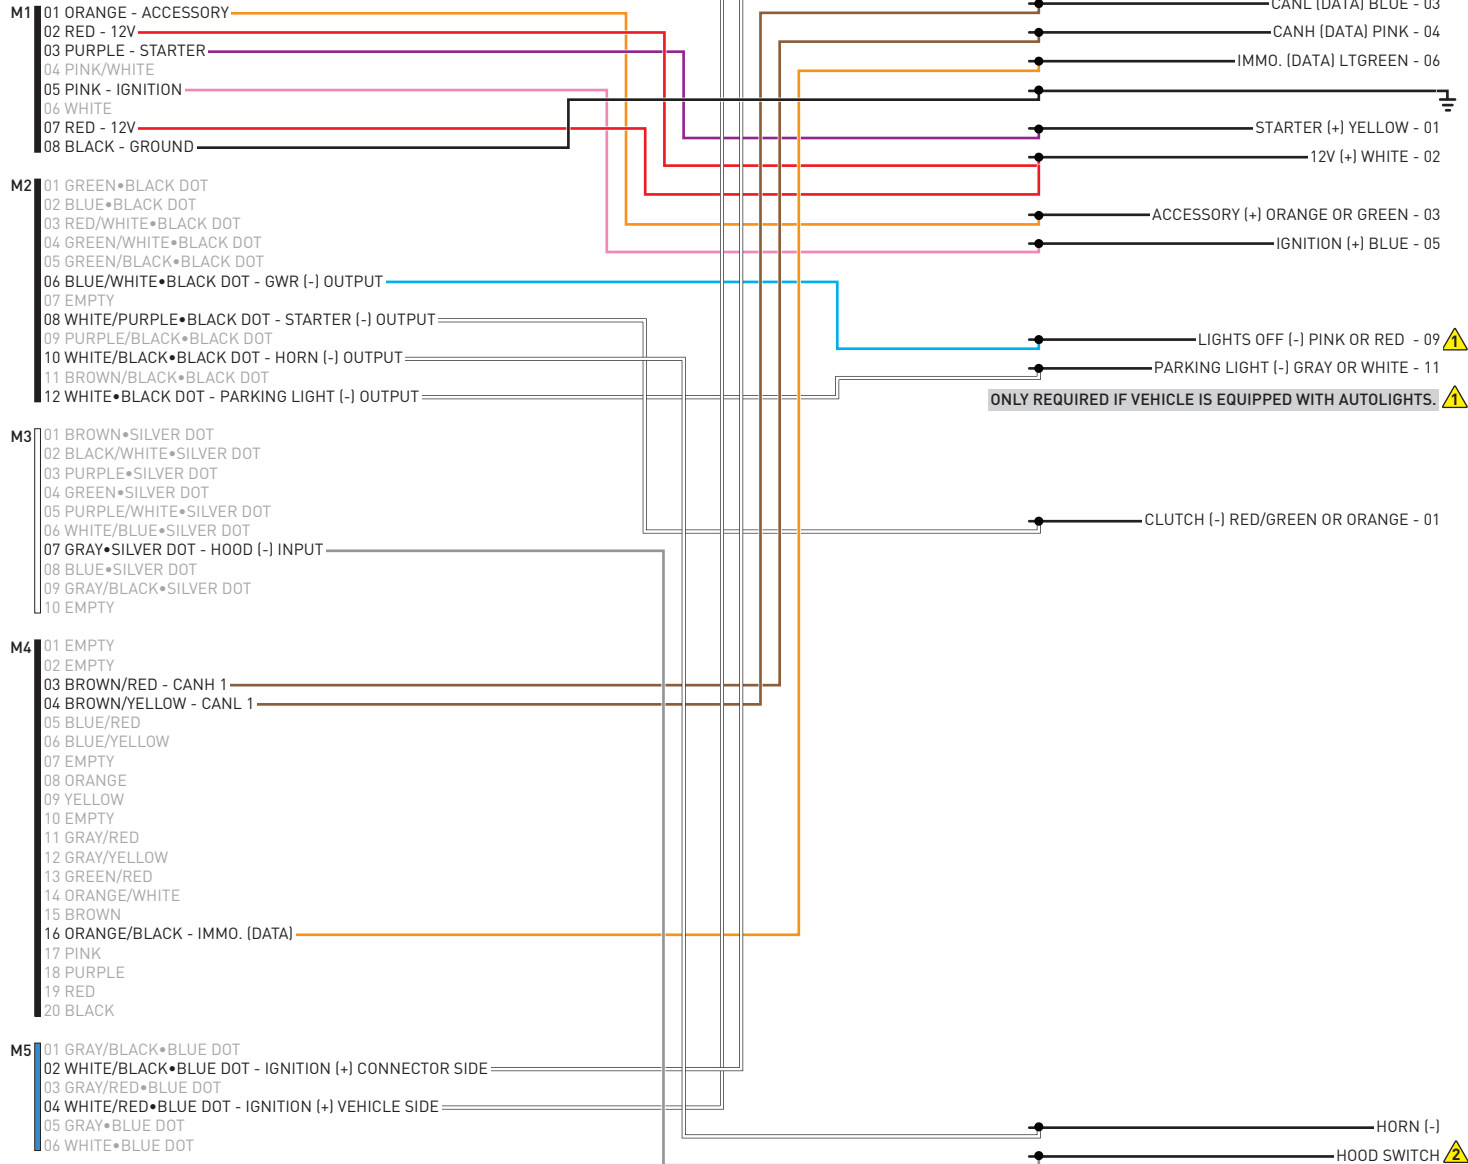 M1
01 ORANGE - ACCESSORY
02 RED - 12V
03 PURPLE - STARTER
04 PINK/WHITE
05 PINK - IGNITION
06 WHITE
07 RED - 12V
08 BLACK - GROUND
M2
01 GREEN•BLACK DOT
02 BLUE•BLACK DOT
03 RED/WHITE•BLACK DOT
04 GREEN/WHITE•BLACK DOT
05 GREEN/BLACK•BLACK DOT
06 BLUE/WHITE•BLACK DOT - GWR (-) OUTPUT
07 EMPTY
08 WHITE/PURPLE•BLACK DOT - STARTER (-) OUTPUT
09 PURPLE/BLACK•BLACK DOT
10 WHITE/BLACK•BLACK DOT - HORN (-) OUTPUT
11 BROWN/BLACK•BLACK DOT
12 WHITE•BLACK DOT - PARKING LIGHT (-) OUTPUT
M3
01 BROWN•SILVER DOT
02 BLACK/WHITE•SILVER DOT
03 PURPLE•SILVER DOT
04 GREEN•SILVER DOT
05 PURPLE/WHITE•SILVER DOT
06 WHITE/BLUE•SILVER DOT
07 GRAY•SILVER DOT - HOOD (-) INPUT
08 BLUE•SILVER DOT
09 GRAY/BLACK•SILVER DOT
10 EMPTY
M4
01 EMPTY
02 EMPTY
03 BROWN/RED - CANH 1
04 BROWN/YELLOW - CANL 1
05 BLUE/RED
06 BLUE/YELLOW
07 EMPTY
08 ORANGE
09 YELLOW
10 EMPTY
11 GRAY/RED
12 GRAY/YELLOW
13 GREEN/RED
14 ORANGE/WHITE
15 BROWN
16 ORANGE/BLACK - IMMO. (DATA)
17 PINK
18 PURPLE
19 RED
20 BLACK
M5
01 GRAY/BLACK•BLUE DOT
02 WHITE/BLACK•BLUE DOT - IGNITION (+) CONNECTOR SIDE
03 GRAY/RED•BLUE DOT
04 WHITE/RED•BLUE DOT - IGNITION (+) VEHICLE SIDE
05 GRAY•BLUE DOT
06 WHITE•BLUE DOT
CANL (DATA) BLUE - 03
CANH (DATA) PINK - 04
IMMO. (DATA) LTGREEN - 06
STARTER (+) YELLOW - 01
12V (+) WHITE - 02
ACCESSORY (+) ORANGE OR GREEN - 03
IGNITION (+) BLUE - 05
LIGHTS OFF (-) PINK OR RED - 09 1
PARKING LIGHT (-) GRAY OR WHITE - 11
ONLY REQUIRED IF VEHICLE IS EQUIPPED WITH AUTOLIGHTS. 1
CLUTCH (-) RED/GREEN OR ORANGE - 01
HORN (-)
HOOD SWITCH 2